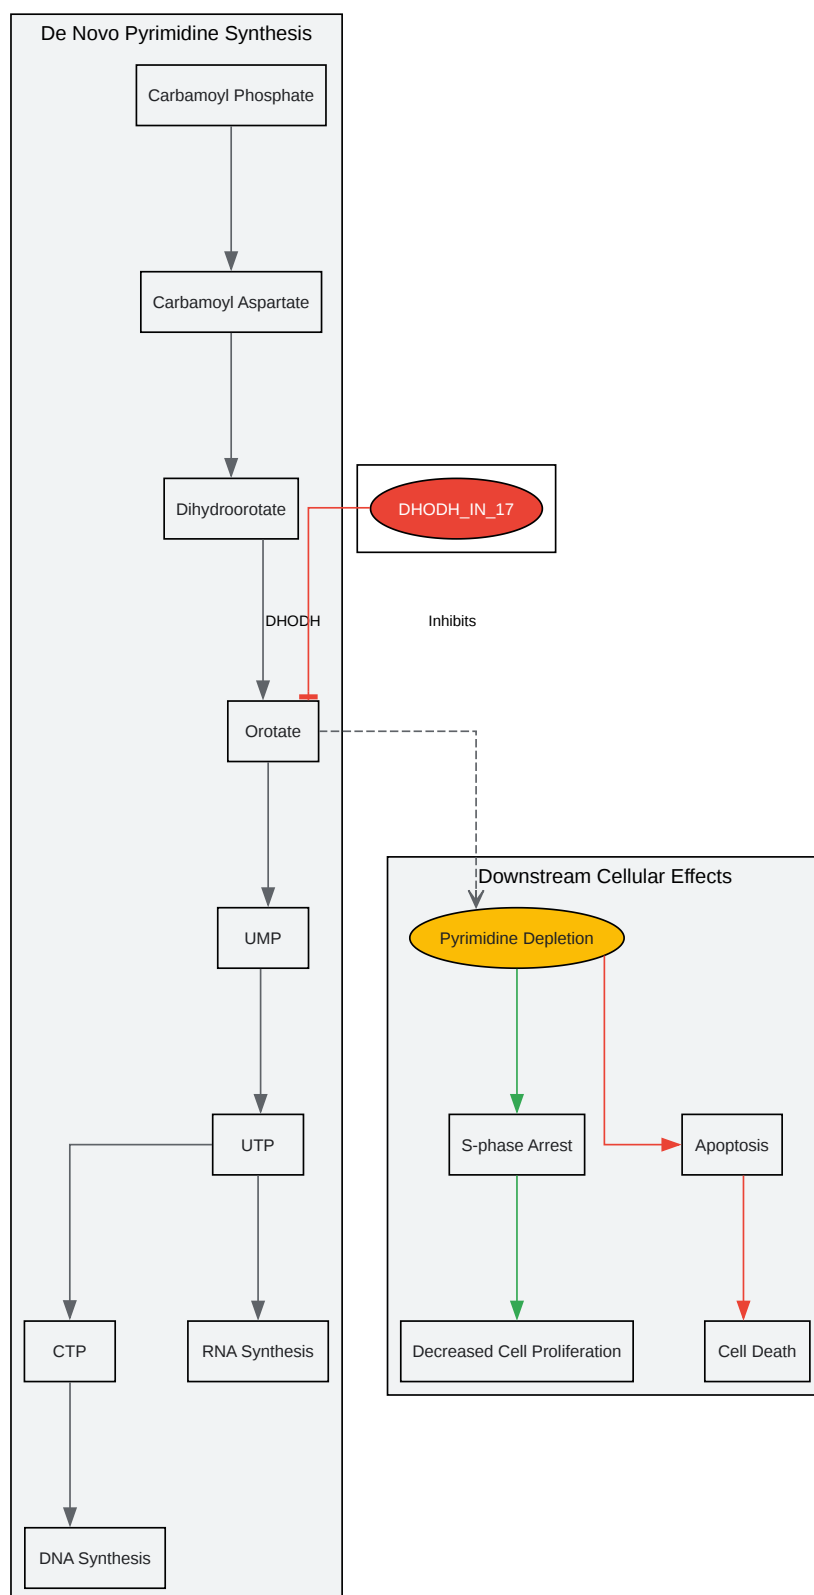 De Novo Pyrimidine Synthesis
Carbamoyl Phosphate
Carbamoyl Aspartate
Dihydroorotate
DHODH_IN_17
DHODH
Inhibits
Orotate
Downstream Cellular Effects
UMP
Pyrimidine Depletion
UTP
S-phase Arrest
Apoptosis
CTP
RNA Synthesis
Decreased Cell Proliferation
Cell Death
DNA Synthesis